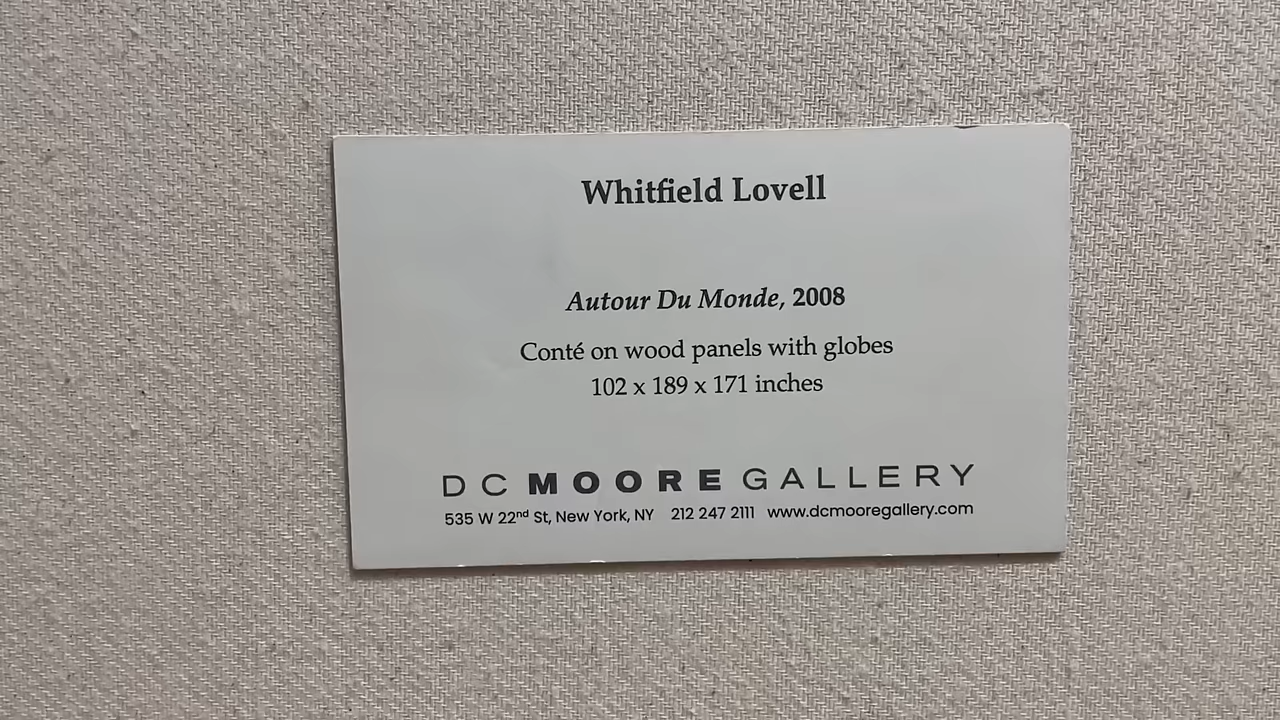 Whitfield Lovell
Autour Du Monde, 2008
Conté on wood panels with globes
102 x 189 x 171 inches
DC MOORE GALLERY
535 W 22nd St, New York, NY 212 247 2111 www.dcmooregallery.com